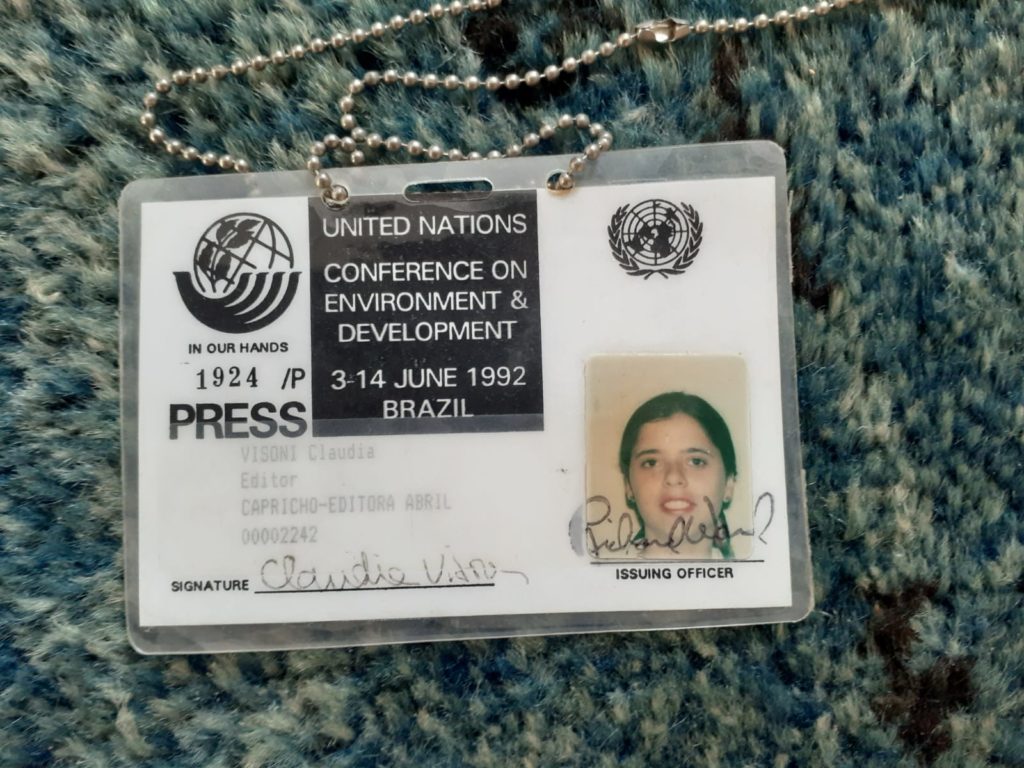 UNITED NATIONS
CONFERENCE ON
ENVIRONMENT &
DEVELOPMENT
3-14 JUNE 1992
BRAZIL
IN OUR HANDS
1924 /P
PRESS
VISONI Claudia
Editor
CAPRICHO-EDITORA ABRIL
00002242
SIGNATURE Claudia Visoni
ISSUING OFFICER